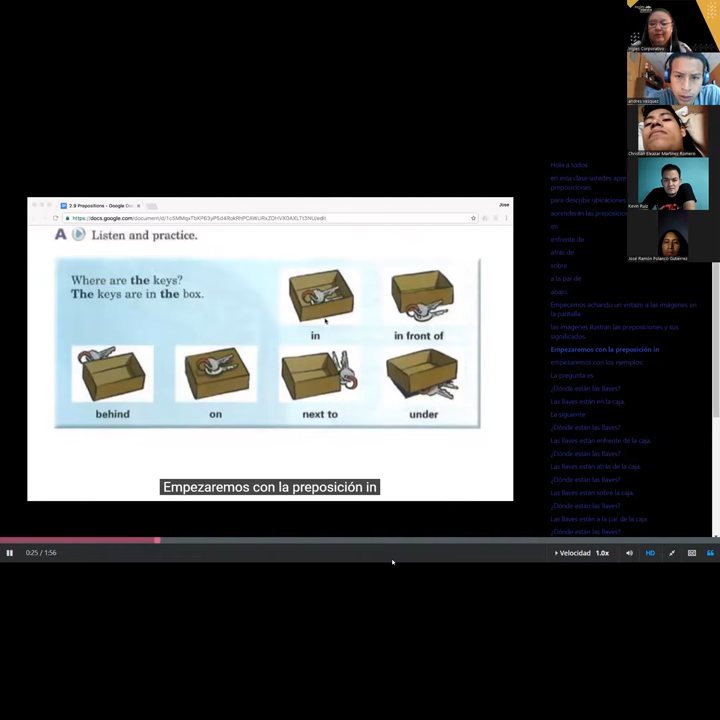 Inglés Corporativo
andres vasquez
Christian Eleazar Martinez Romero
Kevin Ruiz
José Ramón Polanco Gutiérrez
2.9 Prepositions - Google Do
Jose
A Listen and practice.
Where are the keys?
The keys are in the box.
in
in front of
behind
on
next to
under
Empezaremos con la preposición in
Hola a todos
en esta clase ustedes
preposiciones
para describir ubicaciones
aprenderán las
en
enfrente de
atrás de
sobre
a la par de
abajo
Empecemos echando un vistazo a las imágenes en
la pantalla
las imágenes ilustran las preposiciones y sus
significados.
Empezaremos con la preposición in
empecemos con los ejemplos
La pregunta es
¿Dónde están las llaves?
Las llaves están en la caja
La siguiente
¿Dónde están las llaves?
Las llaves están enfrente de la caja
¿Dónde están las llaves?
Las llaves están atrás de la caja
¿Dónde están las llaves?
Las llaves están sobre la caja
¿Dónde están las llaves?
Las llaves están a la par de la caja
¿Dónde están las llaves?
0:25 / 1:56
Velocidad 1.0x
HD